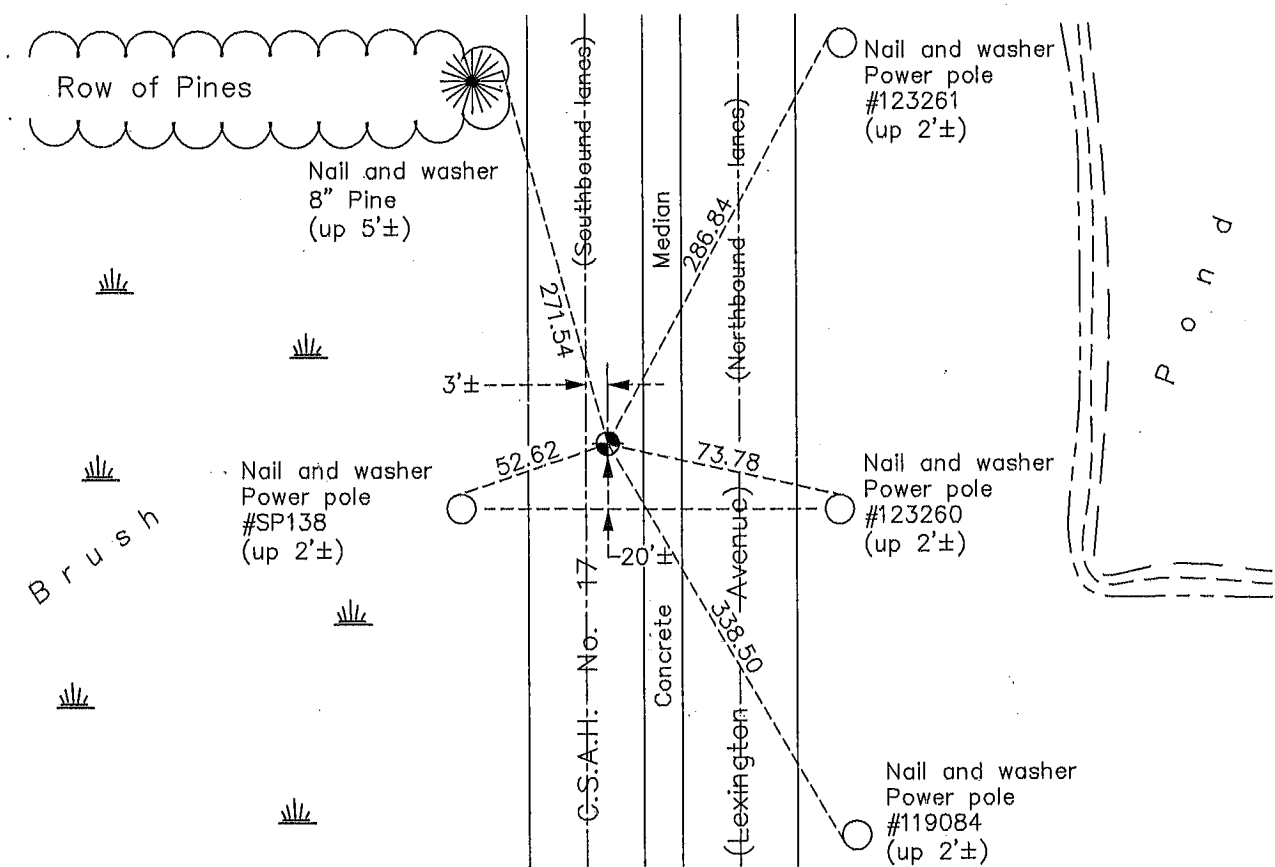 Row of Pines
Nail and washer
8" Pine
(up 5'±)
(Southbound lanes)
Median
(Northbound lanes)
Nail and washer
Power pole
#123261
(up 2'±)
Pond
271.54
286.84
3'±
52.62
73.78
Nail and washer
Power pole
#SP138
(up 2'±)
Nail and washer
Power pole
#123260
(up 2'±)
20'±
Brush
C.S.A.H. No. 17
Concrete
(Lexington Avenue)
338.50
Nail and washer
Power pole
#119084
(up 2'±)